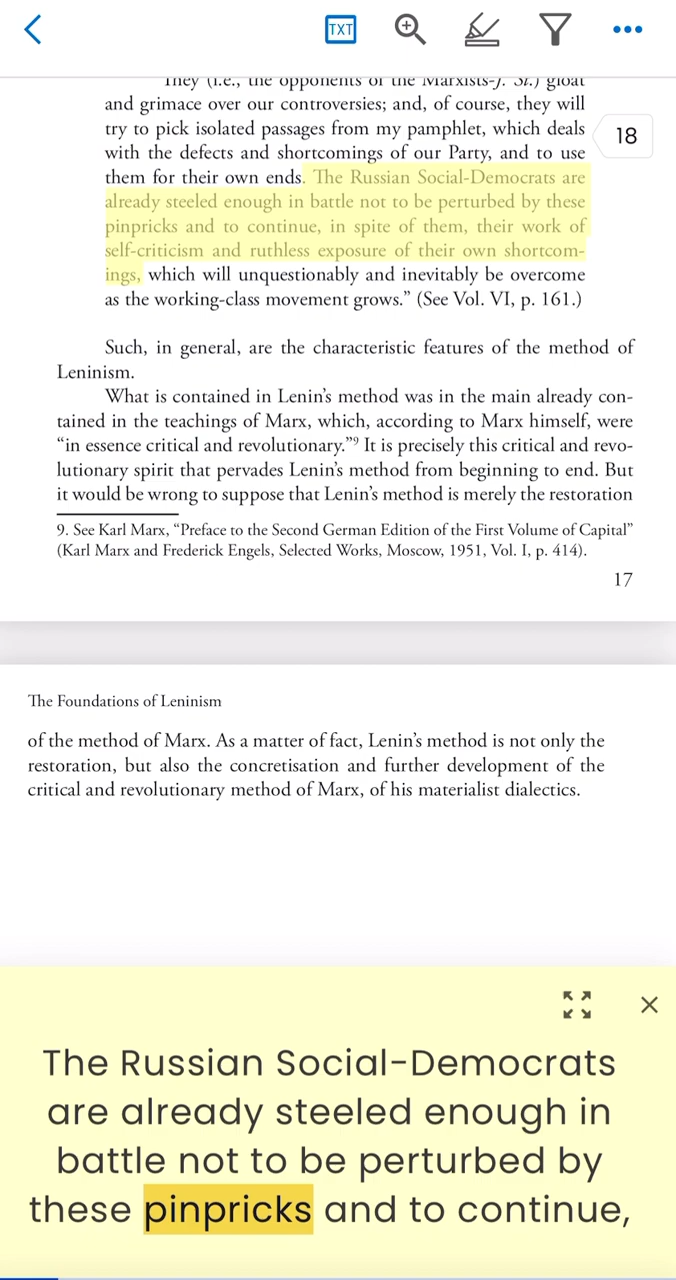 TXT
They (i.e., the opponents of the Marxists-J. St.) gloat
and grimace over our controversies; and, of course, they will
try to pick isolated passages from my pamphlet, which deals
18
with the defects and shortcomings of our Party, and to use
them for their own ends. The Russian Social-Democrats are
already steeled enough in battle not to be perturbed by these
pinpricks and to continue, in spite of them, their work of
self-criticism and ruthless exposure of their own shortcom-
ings, which will unquestionably and inevitably be overcome
as the working-class movement grows.” (See Vol. VI, p. 161.)
Such, in general, are the characteristic features of the method of
Leninism.
What is contained in Lenin’s method was in the main already con-
tained in the teachings of Marx, which, according to Marx himself, were
“in essence critical and revolutionary.”9 It is precisely this critical and revo-
lutionary spirit that pervades Lenin’s method from beginning to end. But
it would be wrong to suppose that Lenin’s method is merely the restoration
9. See Karl Marx, “Preface to the Second German Edition of the First Volume of Capital”
(Karl Marx and Frederick Engels, Selected Works, Moscow, 1951, Vol. I, p. 414).
17
The Foundations of Leninism
of the method of Marx. As a matter of fact, Lenin’s method is not only the
restoration, but also the concretisation and further development of the
critical and revolutionary method of Marx, of his materialist dialectics.
The Russian Social-Democrats
are already steeled enough in
battle not to be perturbed by
these pinpricks and to continue,